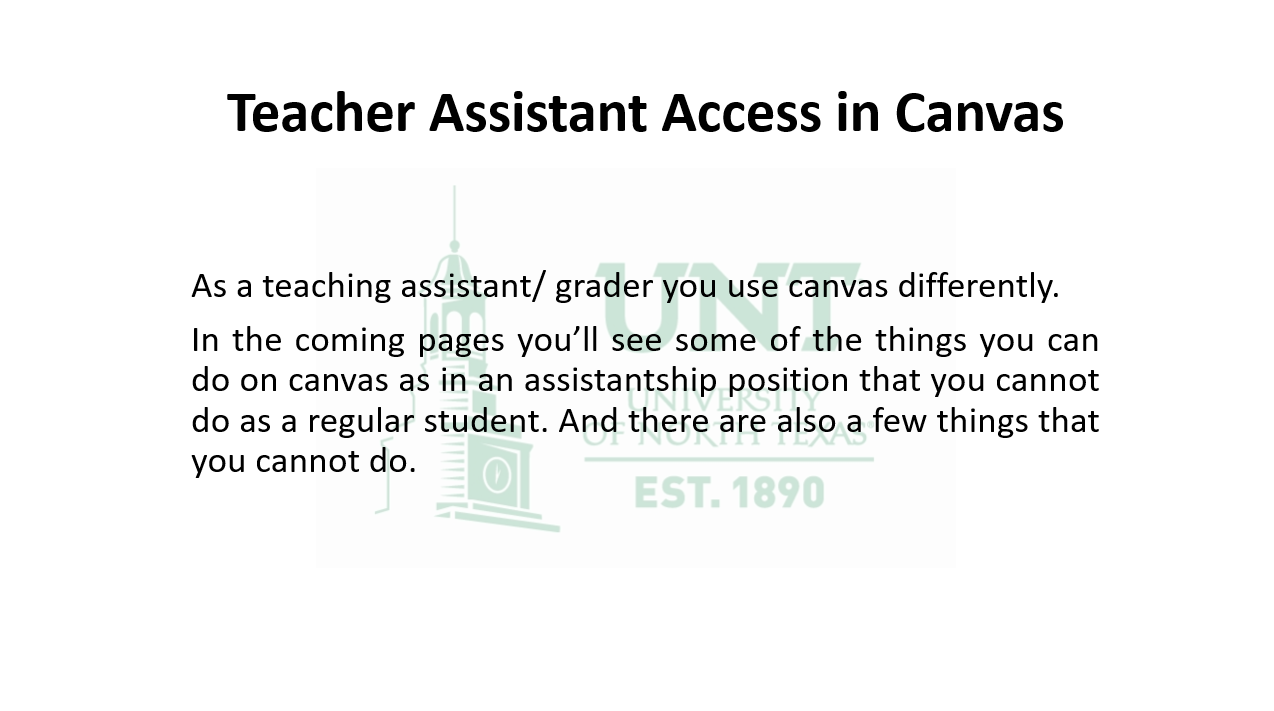 Teacher Assistant Access in Canvas
As a teaching assistant/ grader you use canvas differently.
In the coming pages you’ll see some of the things you can
do on canvas as in an assistantship position that you cannot
do as a regular student. And there are also a few things that
you cannot do.
UNT
UNIVERSITY
OF NORTH TEXAS
EST. 1890